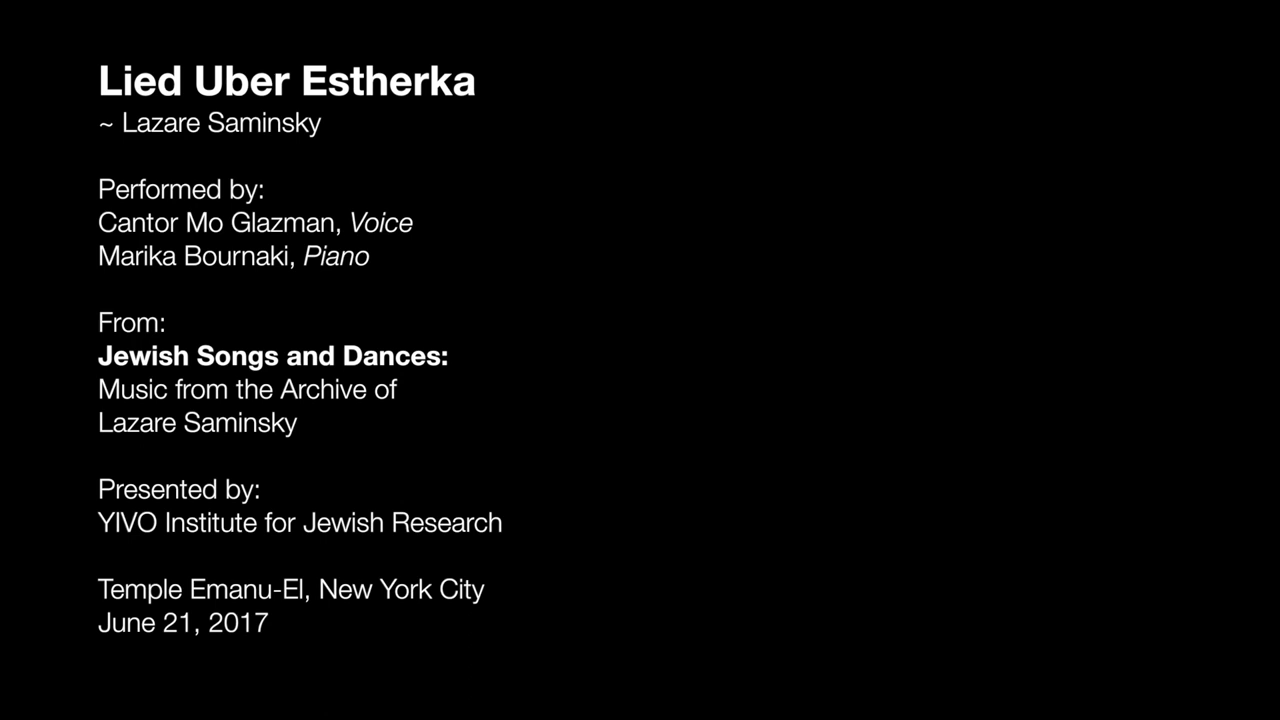 Lied Uber Estherka
~ Lazare Saminsky
Performed by:
Cantor Mo Glazman, Voice
Marika Bournaki, Piano
From:
Jewish Songs and Dances:
Music from the Archive of
Lazare Saminsky
Presented by:
YIVO Institute for Jewish Research
Temple Emanu-El, New York City
June 21, 2017